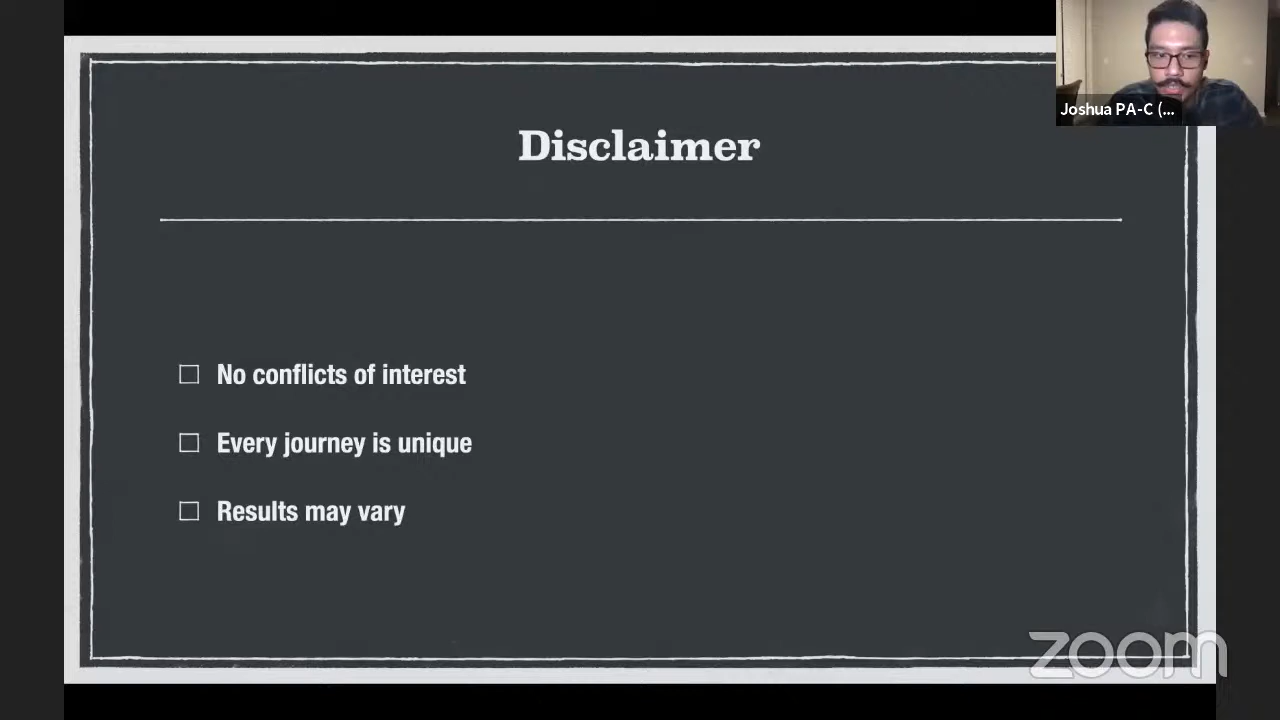 Joshua PA-C (...
Disclaimer
No conflicts of interest
Every journey is unique
Results may vary
zoom